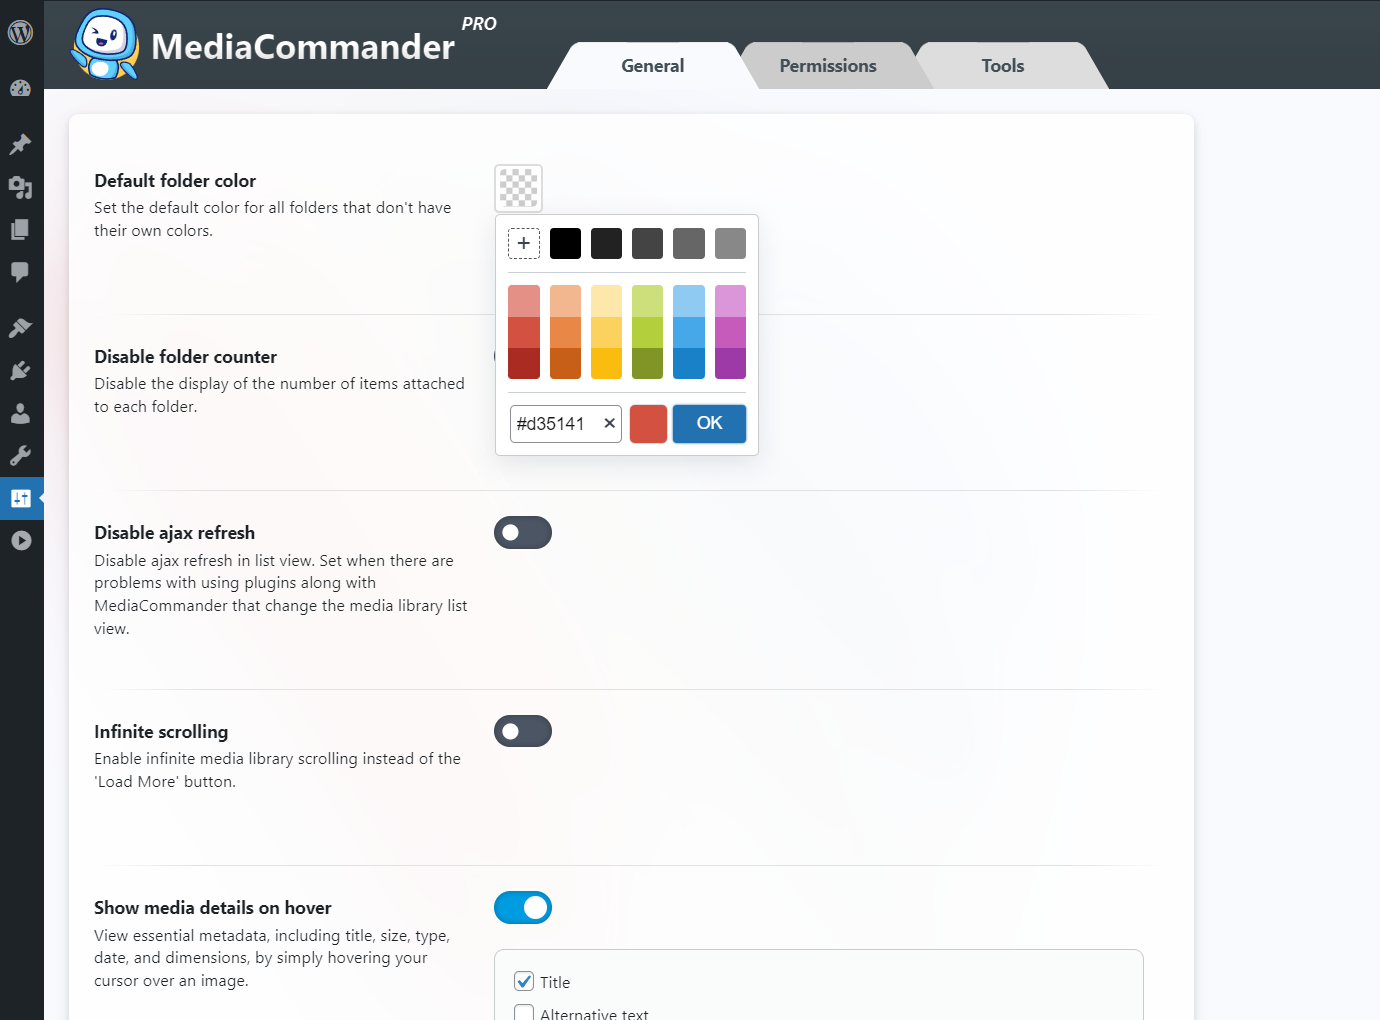 MediaCommander PRO
General
Permissions
Tools
Default folder color
Set the default color for all folders that don't have
their own colors.
+
#d35141 ×
OK
Disable folder counter
Disable the display of the number of items attached
to each folder.
Disable ajax refresh
Disable ajax refresh in list view. Set when there are
problems with using plugins along with
MediaCommander that change the media library list
view.
Infinite scrolling
Enable infinite media library scrolling instead of the
'Load More' button.
Show media details on hover
View essential metadata, including title, size, type,
date, and dimensions, by simply hovering your
cursor over an image.
Title
Alternative text